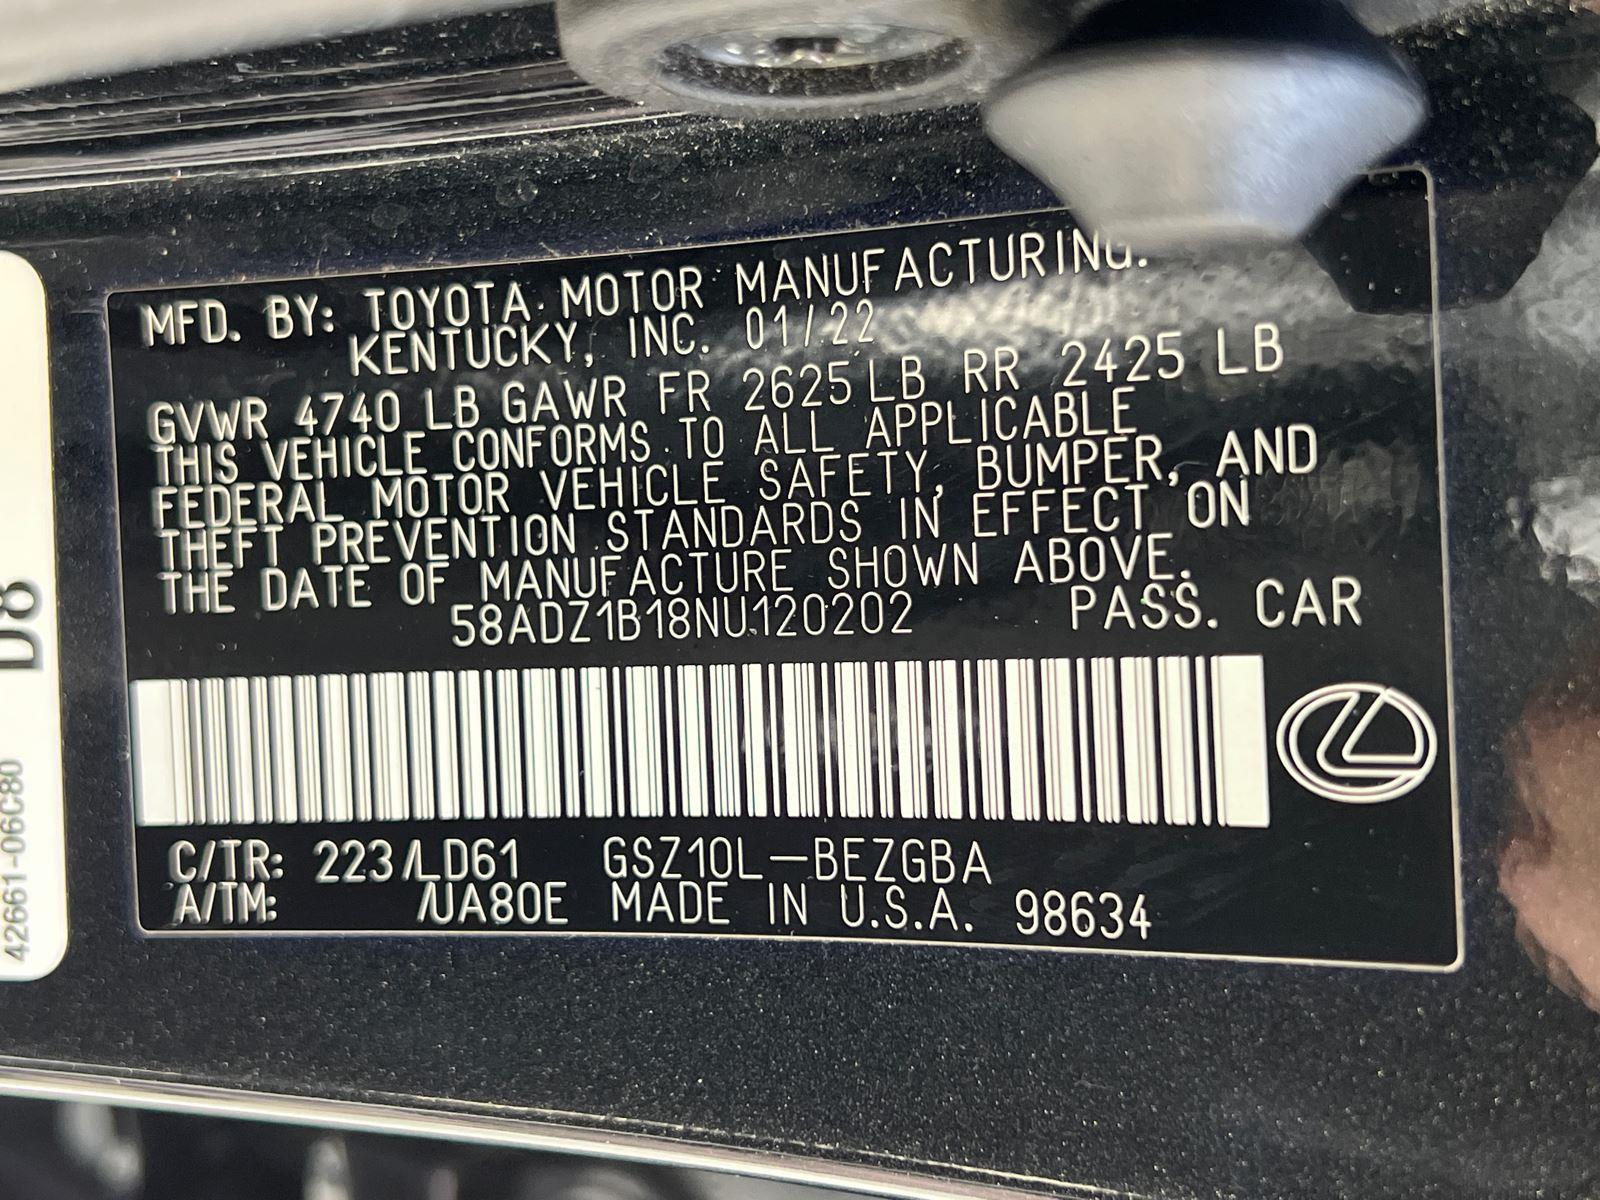 MFD. BY: TOYOTA MOTOR MANUFACTURING.
KENTUCKY, INC. 01/22
GVWR 4740 LB GAWR FR 2625 LB RR 2425 LB
THIS VEHICLE CONFORMS TO ALL APPLICABLE
FEDERAL MOTOR VEHICLE SAFETY, BUMPER, AND
THEFT PREVENTION STANDARDS IN EFFECT ON
THE DATE OF MANUFACTURE SHOWN ABOVE.
58ADZ1B18NU120202 PASS. CAR
C/TR: 223/LD61 GSZ10L-BEZGBA
A/TM: /UA80E MADE IN U.S.A. 98634
D8
42661-06C80